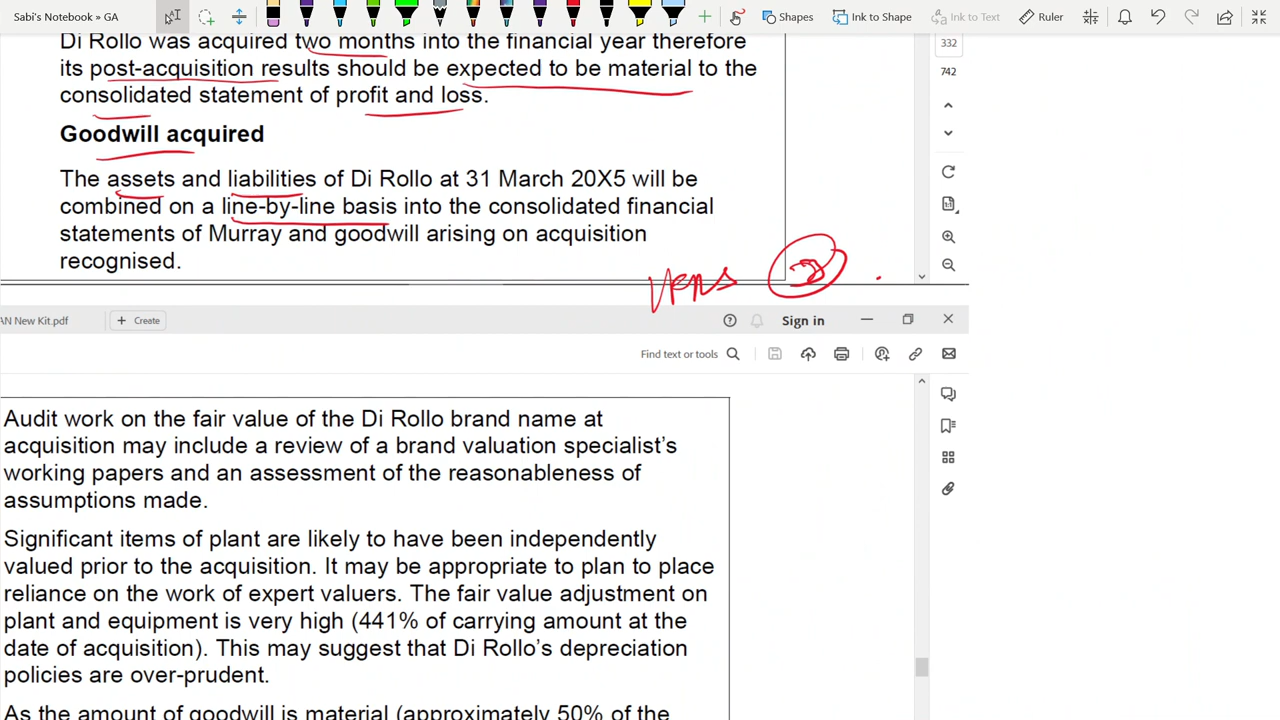 Sabi's Notebook » GA
Shapes
Ink to Shape
Ink to Text
Ruler
Di Rollo was acquired two months into the financial year therefore
its post-acquisition results should be expected to be material to the
consolidated statement of profit and loss.
Goodwill acquired
The assets and liabilities of Di Rollo at 31 March 20X5 will be
combined on a line-by-line basis into the consolidated financial
statements of Murray and goodwill arising on acquisition
recognised.
332
742
AN New Kit.pdf
+ Create
Sign in
Find text or tools
Audit work on the fair value of the Di Rollo brand name at
acquisition may include a review of a brand valuation specialist's
working papers and an assessment of the reasonableness of
assumptions made.
Significant items of plant are likely to have been independently
valued prior to the acquisition. It may be appropriate to plan to place
reliance on the work of expert valuers. The fair value adjustment on
plant and equipment is very high (441% of carrying amount at the
date of acquisition). This may suggest that Di Rollo's depreciation
policies are over-prudent.
As the amount of goodwill is material (approximately 50% of the